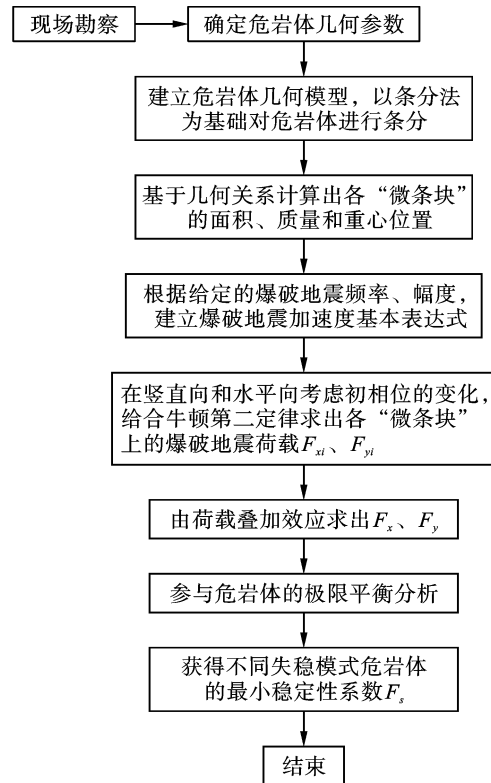 现场勘察
确定危岩体几何参数
建立危岩体几何模型，以条分法
为基础对危岩体进行条分
基于几何关系计算出各“微条块”
的面积、质量和重心位置
根据给定的爆破地震频率、幅度，
建立爆破地震加速度基本表达式
在竖直向和水平向考虑初相位的变化，
给合牛顿第二定律求出各“微条块”
上的爆破地震荷载Fxi、Fyi
由荷载叠加效应求出Fx、Fy
参与危岩体的极限平衡分析
获得不同失稳模式危岩体
的最小稳定性系数Fs
结束